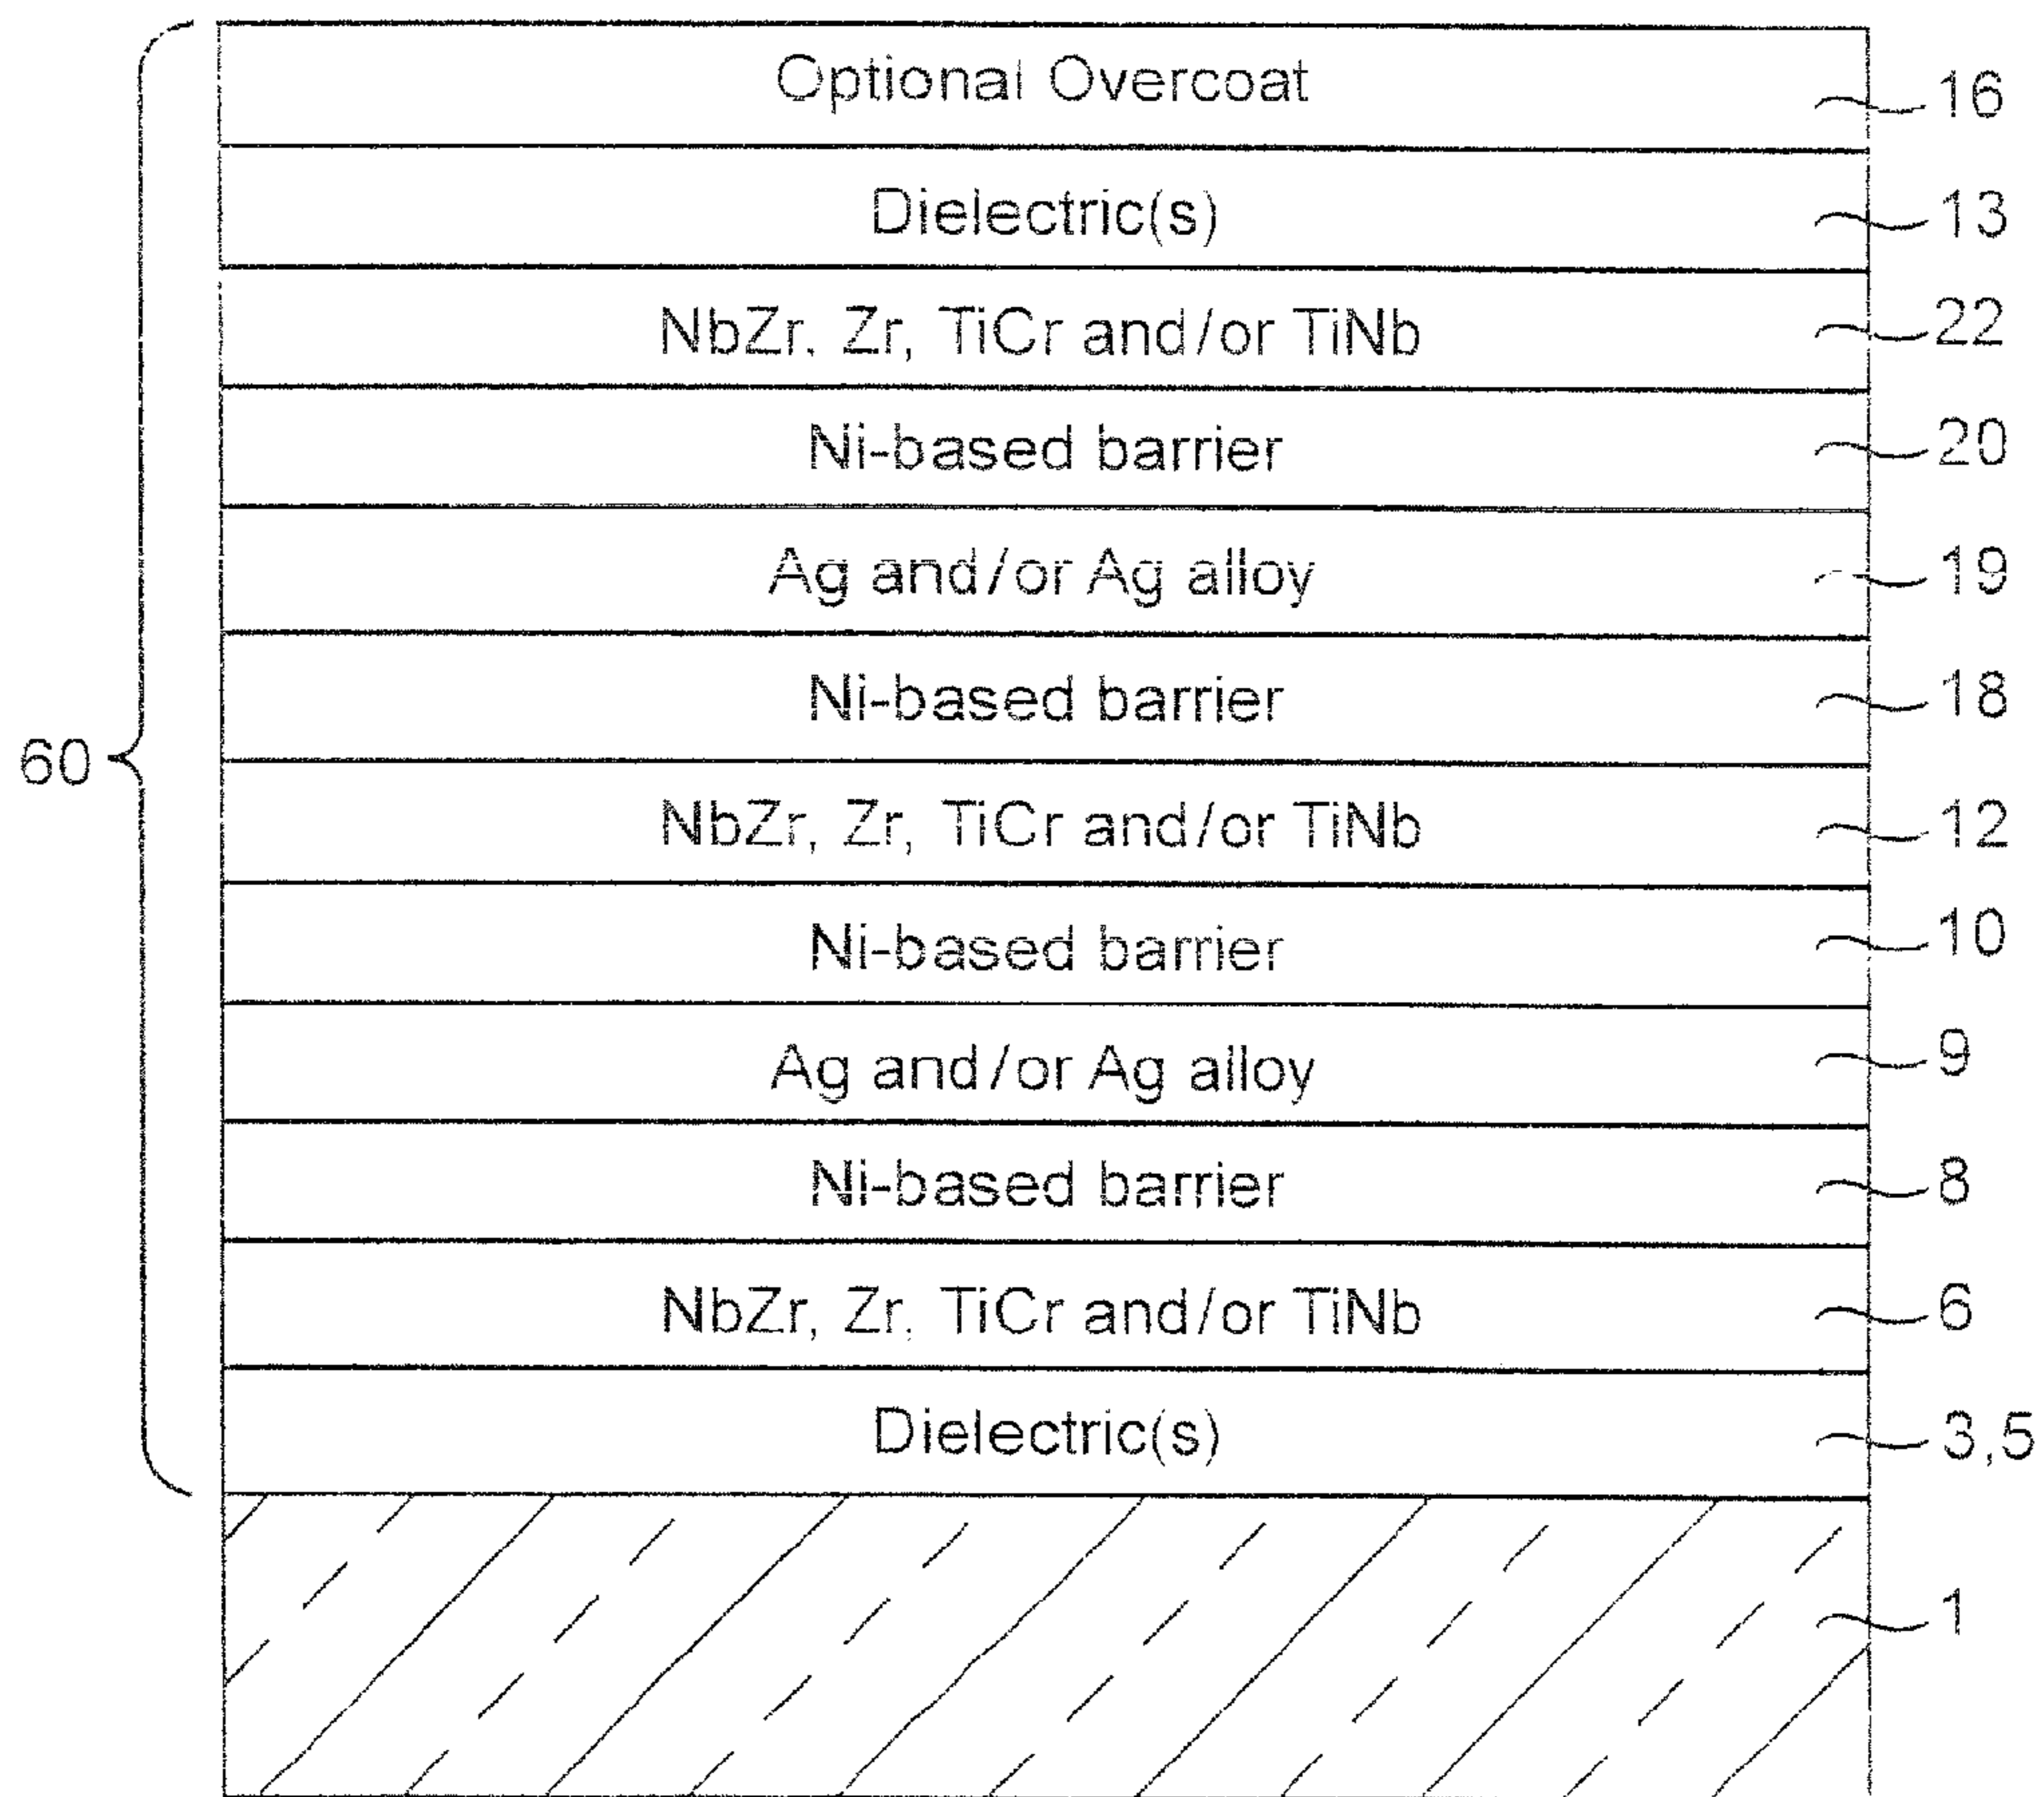 Optional Overcoat 16
Dielectric(s) 13
NbZr, Zr, TiCr and/or TiNb 22
Ni-based barrier 20
Ag and/or Ag alloy 19
Ni-based barrier 18
60
NbZr, Zr, TiCr and/or TiNb 12
Ni-based barrier 10
Ag and/or Ag alloy 9
Ni-based barrier 8
NbZr, Zr, TiCr and/or TiNb 6
Dielectric(s) 3,5
1